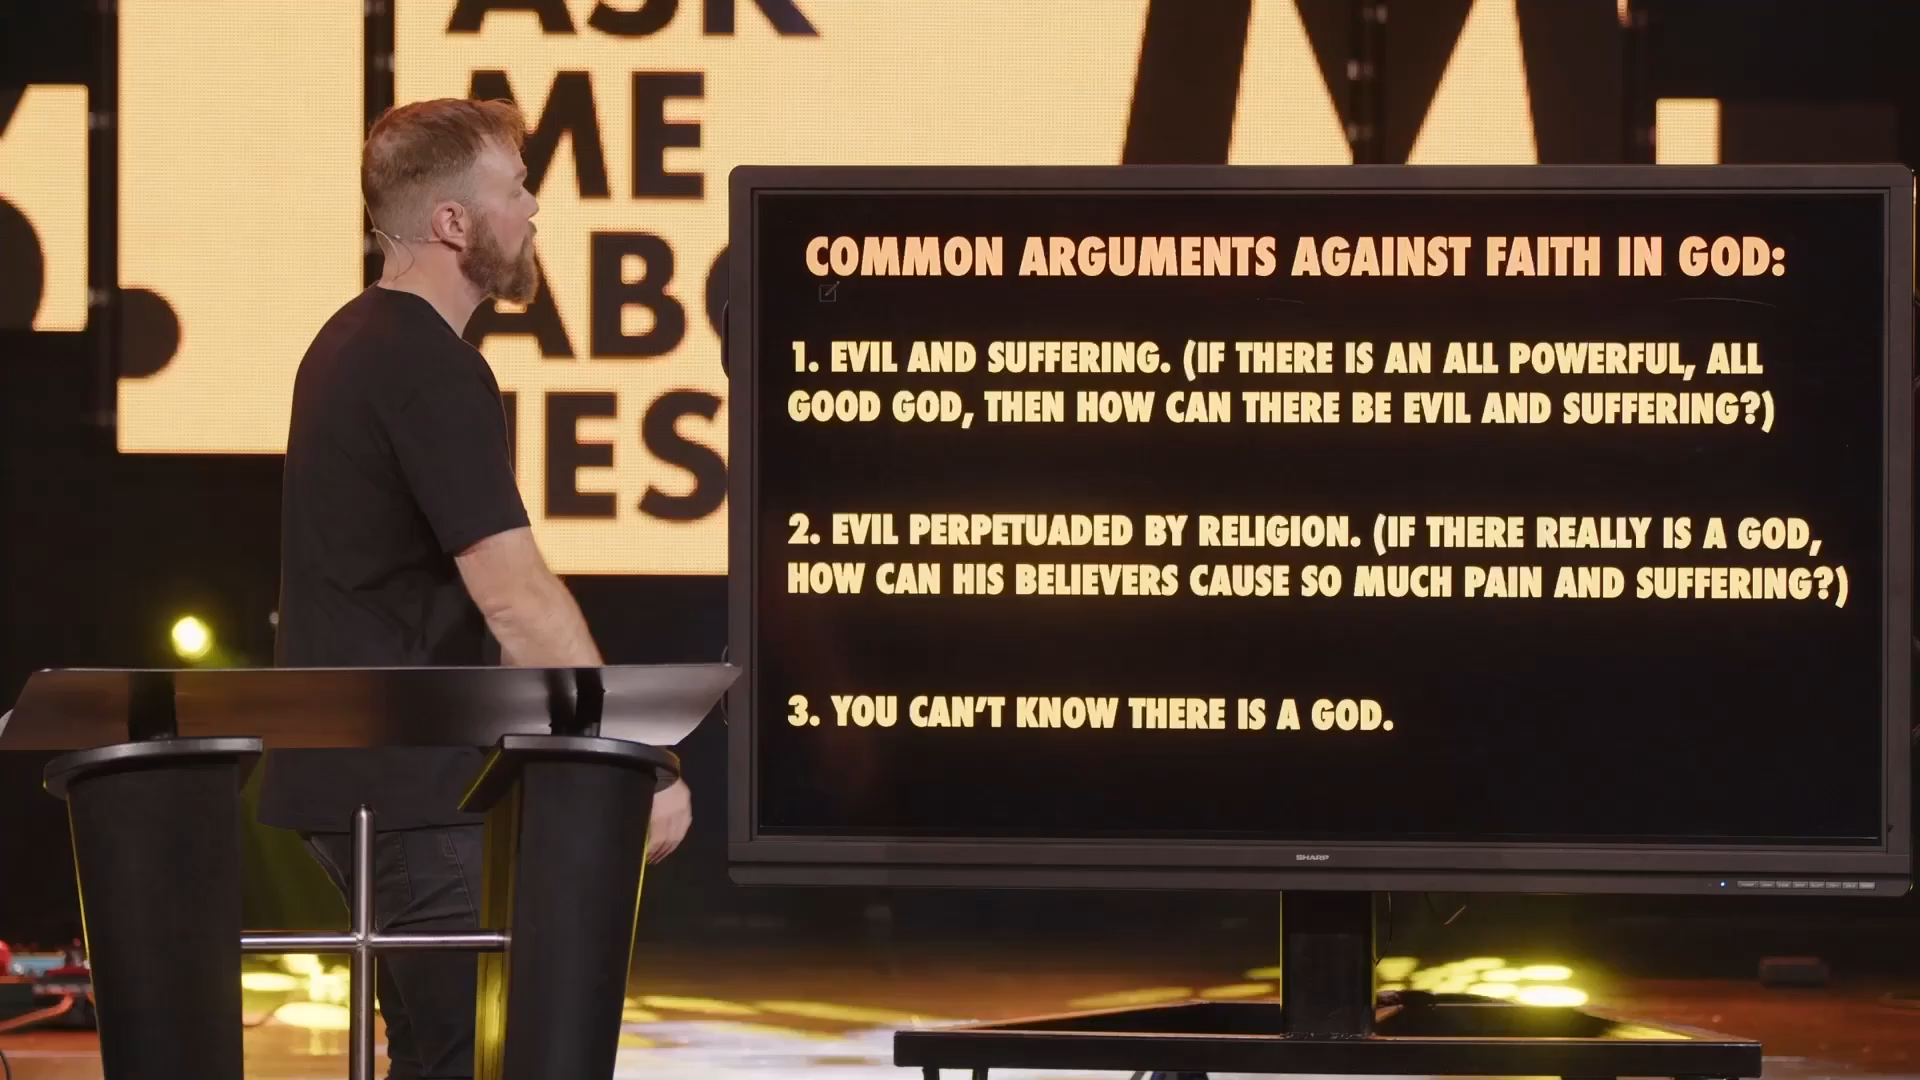 ASK
ME
ABO
IES
COMMON ARGUMENTS AGAINST FAITH IN GOD:
1. EVIL AND SUFFERING. (IF THERE IS AN ALL POWERFUL, ALL
GOOD GOD, THEN HOW CAN THERE BE EVIL AND SUFFERING?)
2. EVIL PERPETUADED BY RELIGION. (IF THERE REALLY IS A GOD,
HOW CAN HIS BELIEVERS CAUSE SO MUCH PAIN AND SUFFERING?)
3. YOU CAN'T KNOW THERE IS A GOD.
SHARP